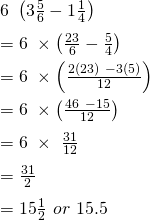 6 (3 5/6 − 1 1/4)
= 6 × (23/6 − 5/4)
= 6 × (2(23) −3(5)/12)
= 6 × (46 −15/12)
= 6 × 31/12
= 31/2
= 15 1/2 or 15.5